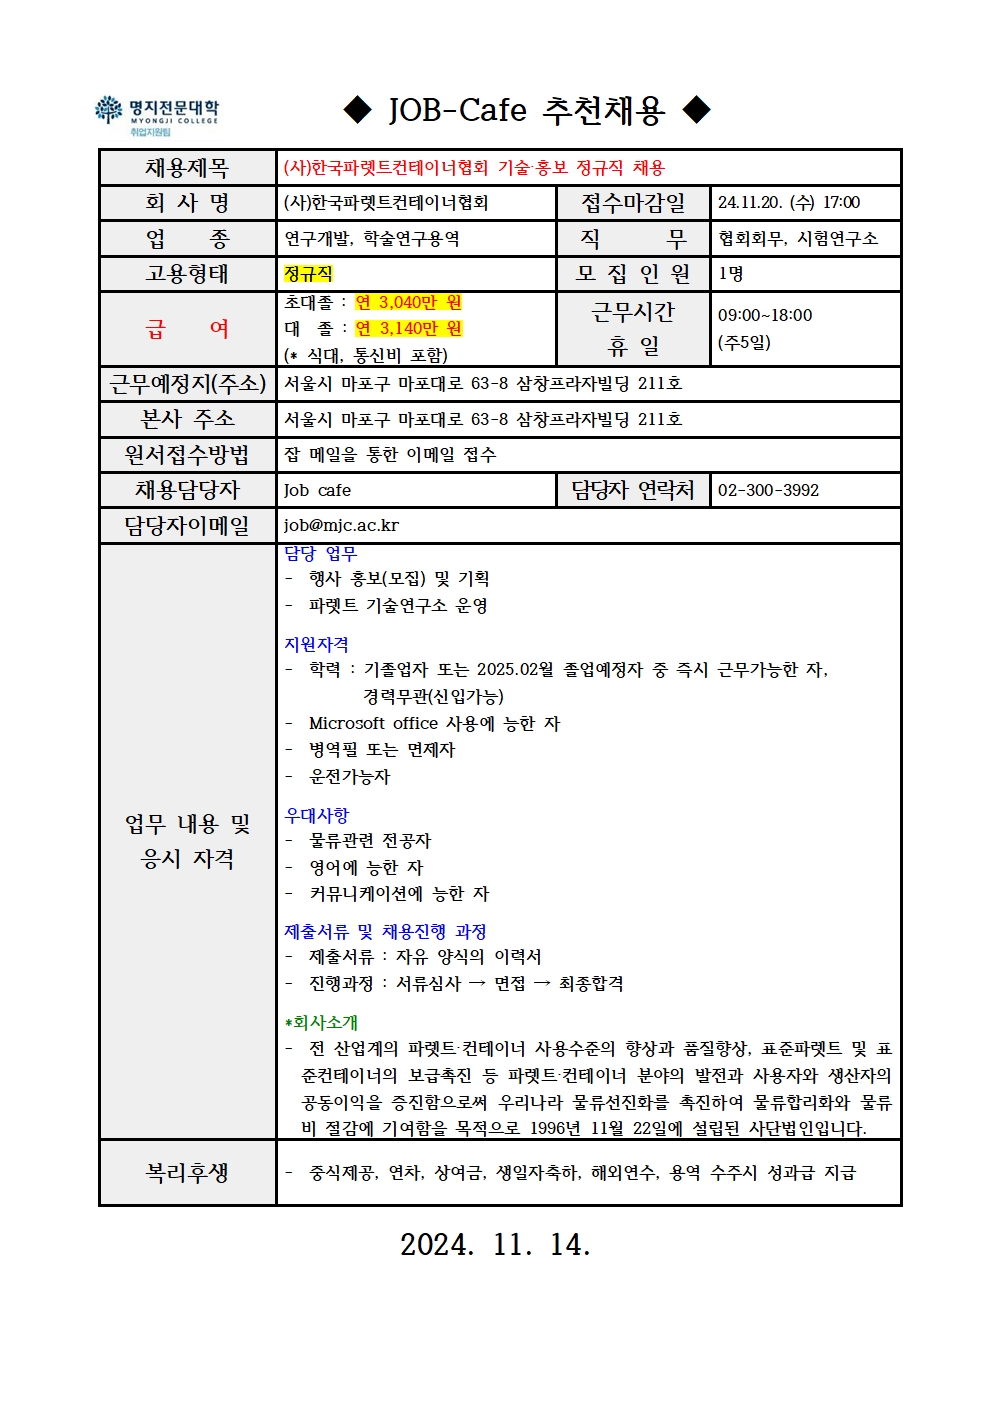 명지전문대학
MYONGJI COLLEGE
취업지원팀
◆ JOB-Cafe 추천채용 ◆
채용제목 (사)한국파렛트컨테이너협회 기술·홍보 정규직 채용
회 사 명 (사)한국파렛트컨테이너협회 접수마감일 24.11.20. (수) 17:00
업 종 연구개발, 학술연구용역 직 무 협회회무, 시험연구소
고용형태 정규직 모 집 인 원 1명
급 여
초대졸 : 연 3,040만 원
대 졸 : 연 3,140만 원
(* 식대, 통신비 포함)
근무시간
휴 일
09:00~18:00
(주5일)
근무예정지(주소) 서울시 마포구 마포대로 63-8 삼창프라자빌딩 211호
본사 주소 서울시 마포구 마포대로 63-8 삼창프라자빌딩 211호
원서접수방법 잡 메일을 통한 이메일 접수
채용담당자 Job cafe 담당자 연락처 02-300-3992
담당자이메일 job@mjc.ac.kr
업무 내용 및
응시 자격
담당 업무
- 행사 홍보(모집) 및 기획
- 파렛트 기술연구소 운영
지원자격
- 학력 : 기졸업자 또는 2025.02월 졸업예정자 중 즉시 근무가능한 자,
경력무관(신입가능)
- Microsoft office 사용에 능한 자
- 병역필 또는 면제자
- 운전가능자
우대사항
- 물류관련 전공자
- 영어에 능한 자
- 커뮤니케이션에 능한 자
제출서류 및 채용진행 과정
- 제출서류 : 자유 양식의 이력서
- 진행과정 : 서류심사 → 면접 → 최종합격
*회사소개
- 전 산업계의 파렛트·컨테이너 사용수준의 향상과 품질향상, 표준파렛트 및 표
준컨테이너의 보급촉진 등 파렛트·컨테이너 분야의 발전과 사용자와 생산자의
공동이익을 증진함으로써 우리나라 물류선진화를 촉진하여 물류합리화와 물류
비 절감에 기여함을 목적으로 1996년 11월 22일에 설립된 사단법인입니다.
복리후생 - 중식제공, 연차, 상여금, 생일자축하, 해외연수, 용역 수주시 성과급 지급
2024. 11. 14.